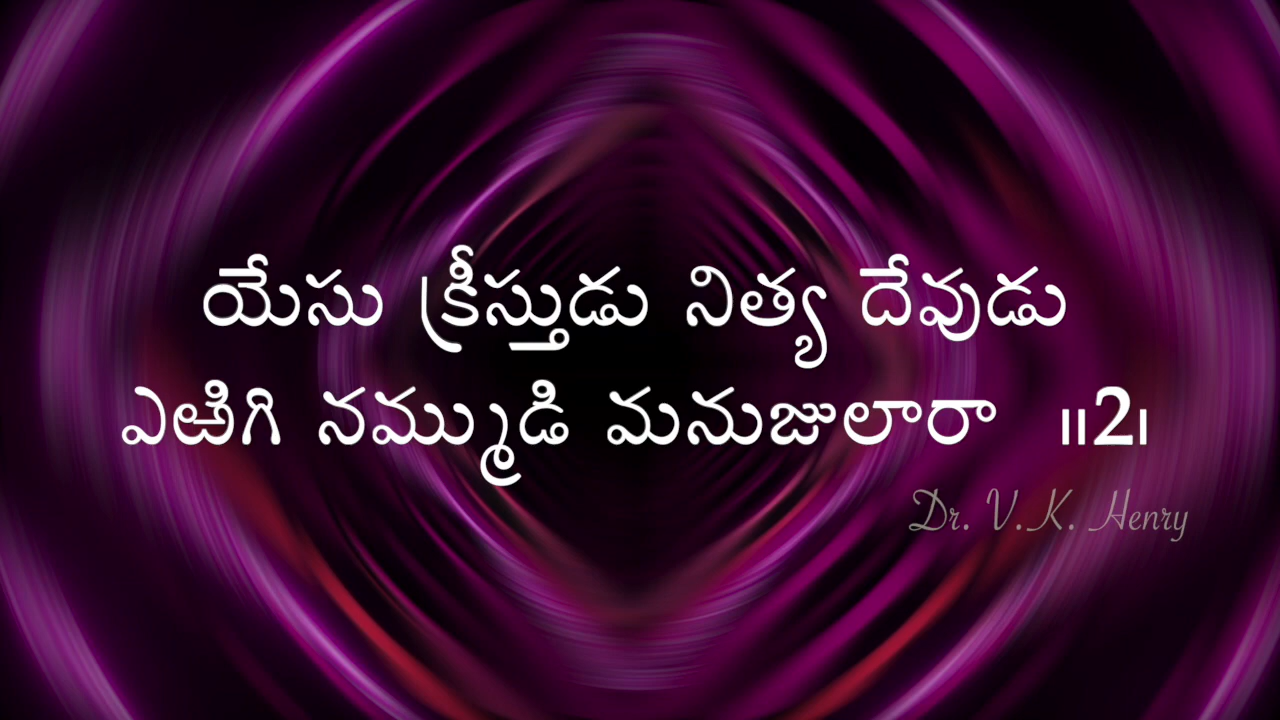 యేసు క్రీస్తుడు నిత్య దేవుడు
ఎఱిగి నమ్ముడి మనుజులారా ॥2।
Dr. V.K. Henry